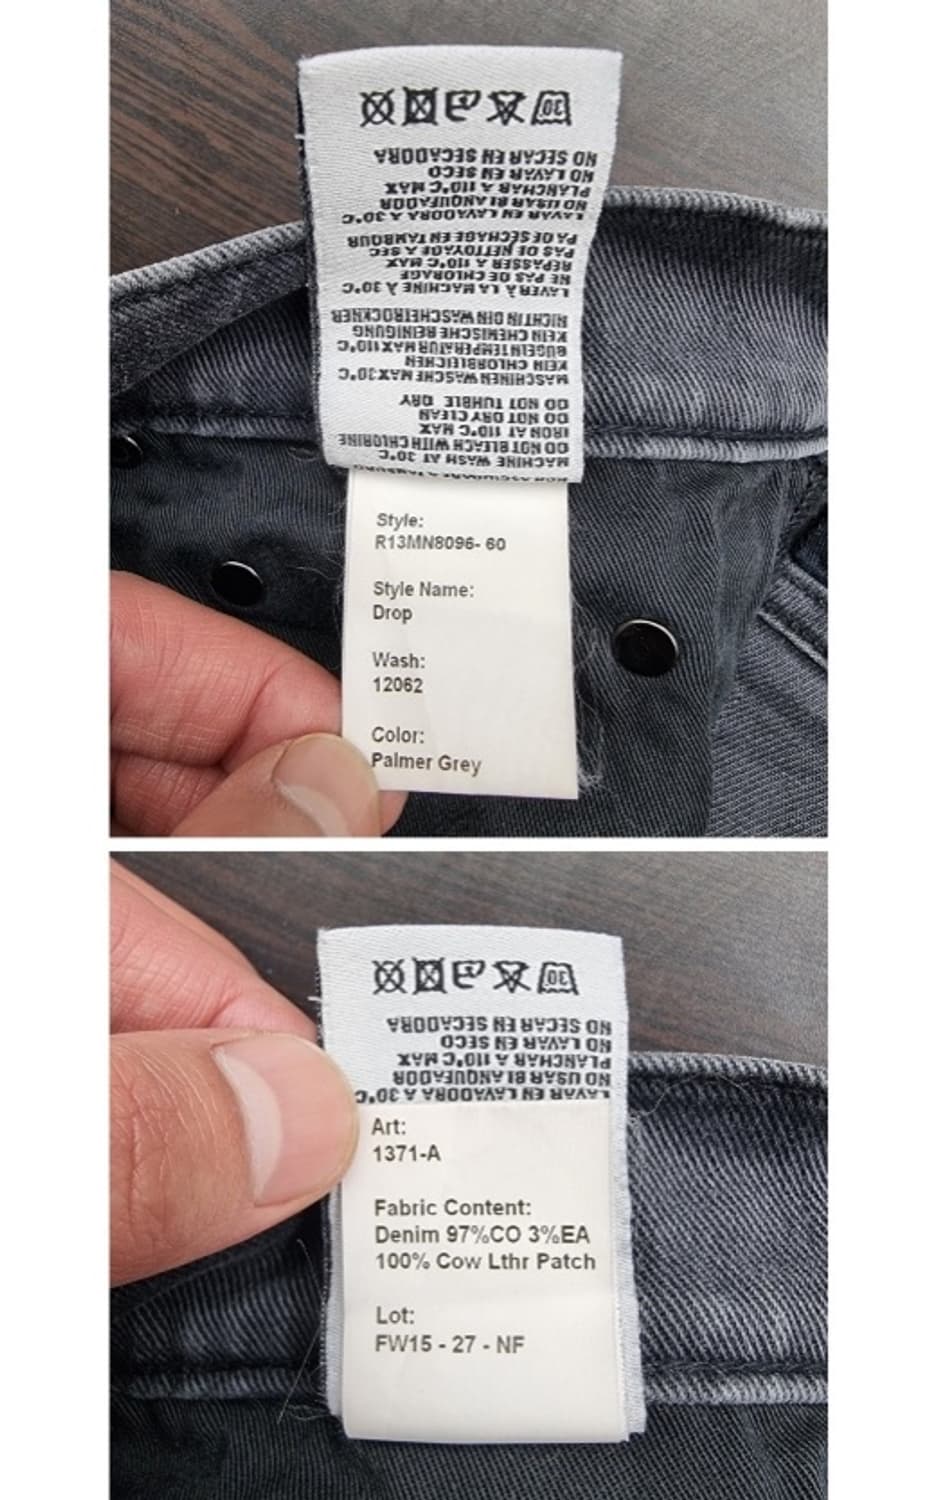 MACHINE WASH AT 30°C
DO NOT BLEACH WITH CHLORINE
IRON AT 110°C MAX
DO NOT DRY CLEAN
DO NOT TUMBLE DRY
MASCHINEN WASCHE MAX 30°C
KEIN CHLORBLEICHEN
BUGELNTEMPERATUR MAX 110°C
KEIN CHEMISCHE REINIGUNG
NICHT IN DIN WASCHETROCKNER
LAVER À LA MACHINE À 30°C
NE PAS DE CHLORAGE
REPASSER A 110°C MAX
PAS DE NETTOYAGE A SEC
PA DE SÉCHAGE EN TAMBOUR
LAVAR EN LAVADORA A 30°C
NO USAR BLANQUEADOR
PLANCHAR A 110°C MAX
NO LAVAR EN SECO
NO SECAR EN SECADORA
30
Style:
R13MN8096- 60
Style Name:
Drop
Wash:
12062
Color:
Palmer Grey
LAVAR EN LAVADORA A 30°C
NO USAR BLANQUEADOR
PLANCHAR A 110°C MAX
NO LAVAR EN SECO
NO SECAR EN SECADORA
30
Art:
1371-A
Fabric Content:
Denim 97%CO 3%EA
100% Cow Lthr Patch
Lot:
FW15 - 27 - NF